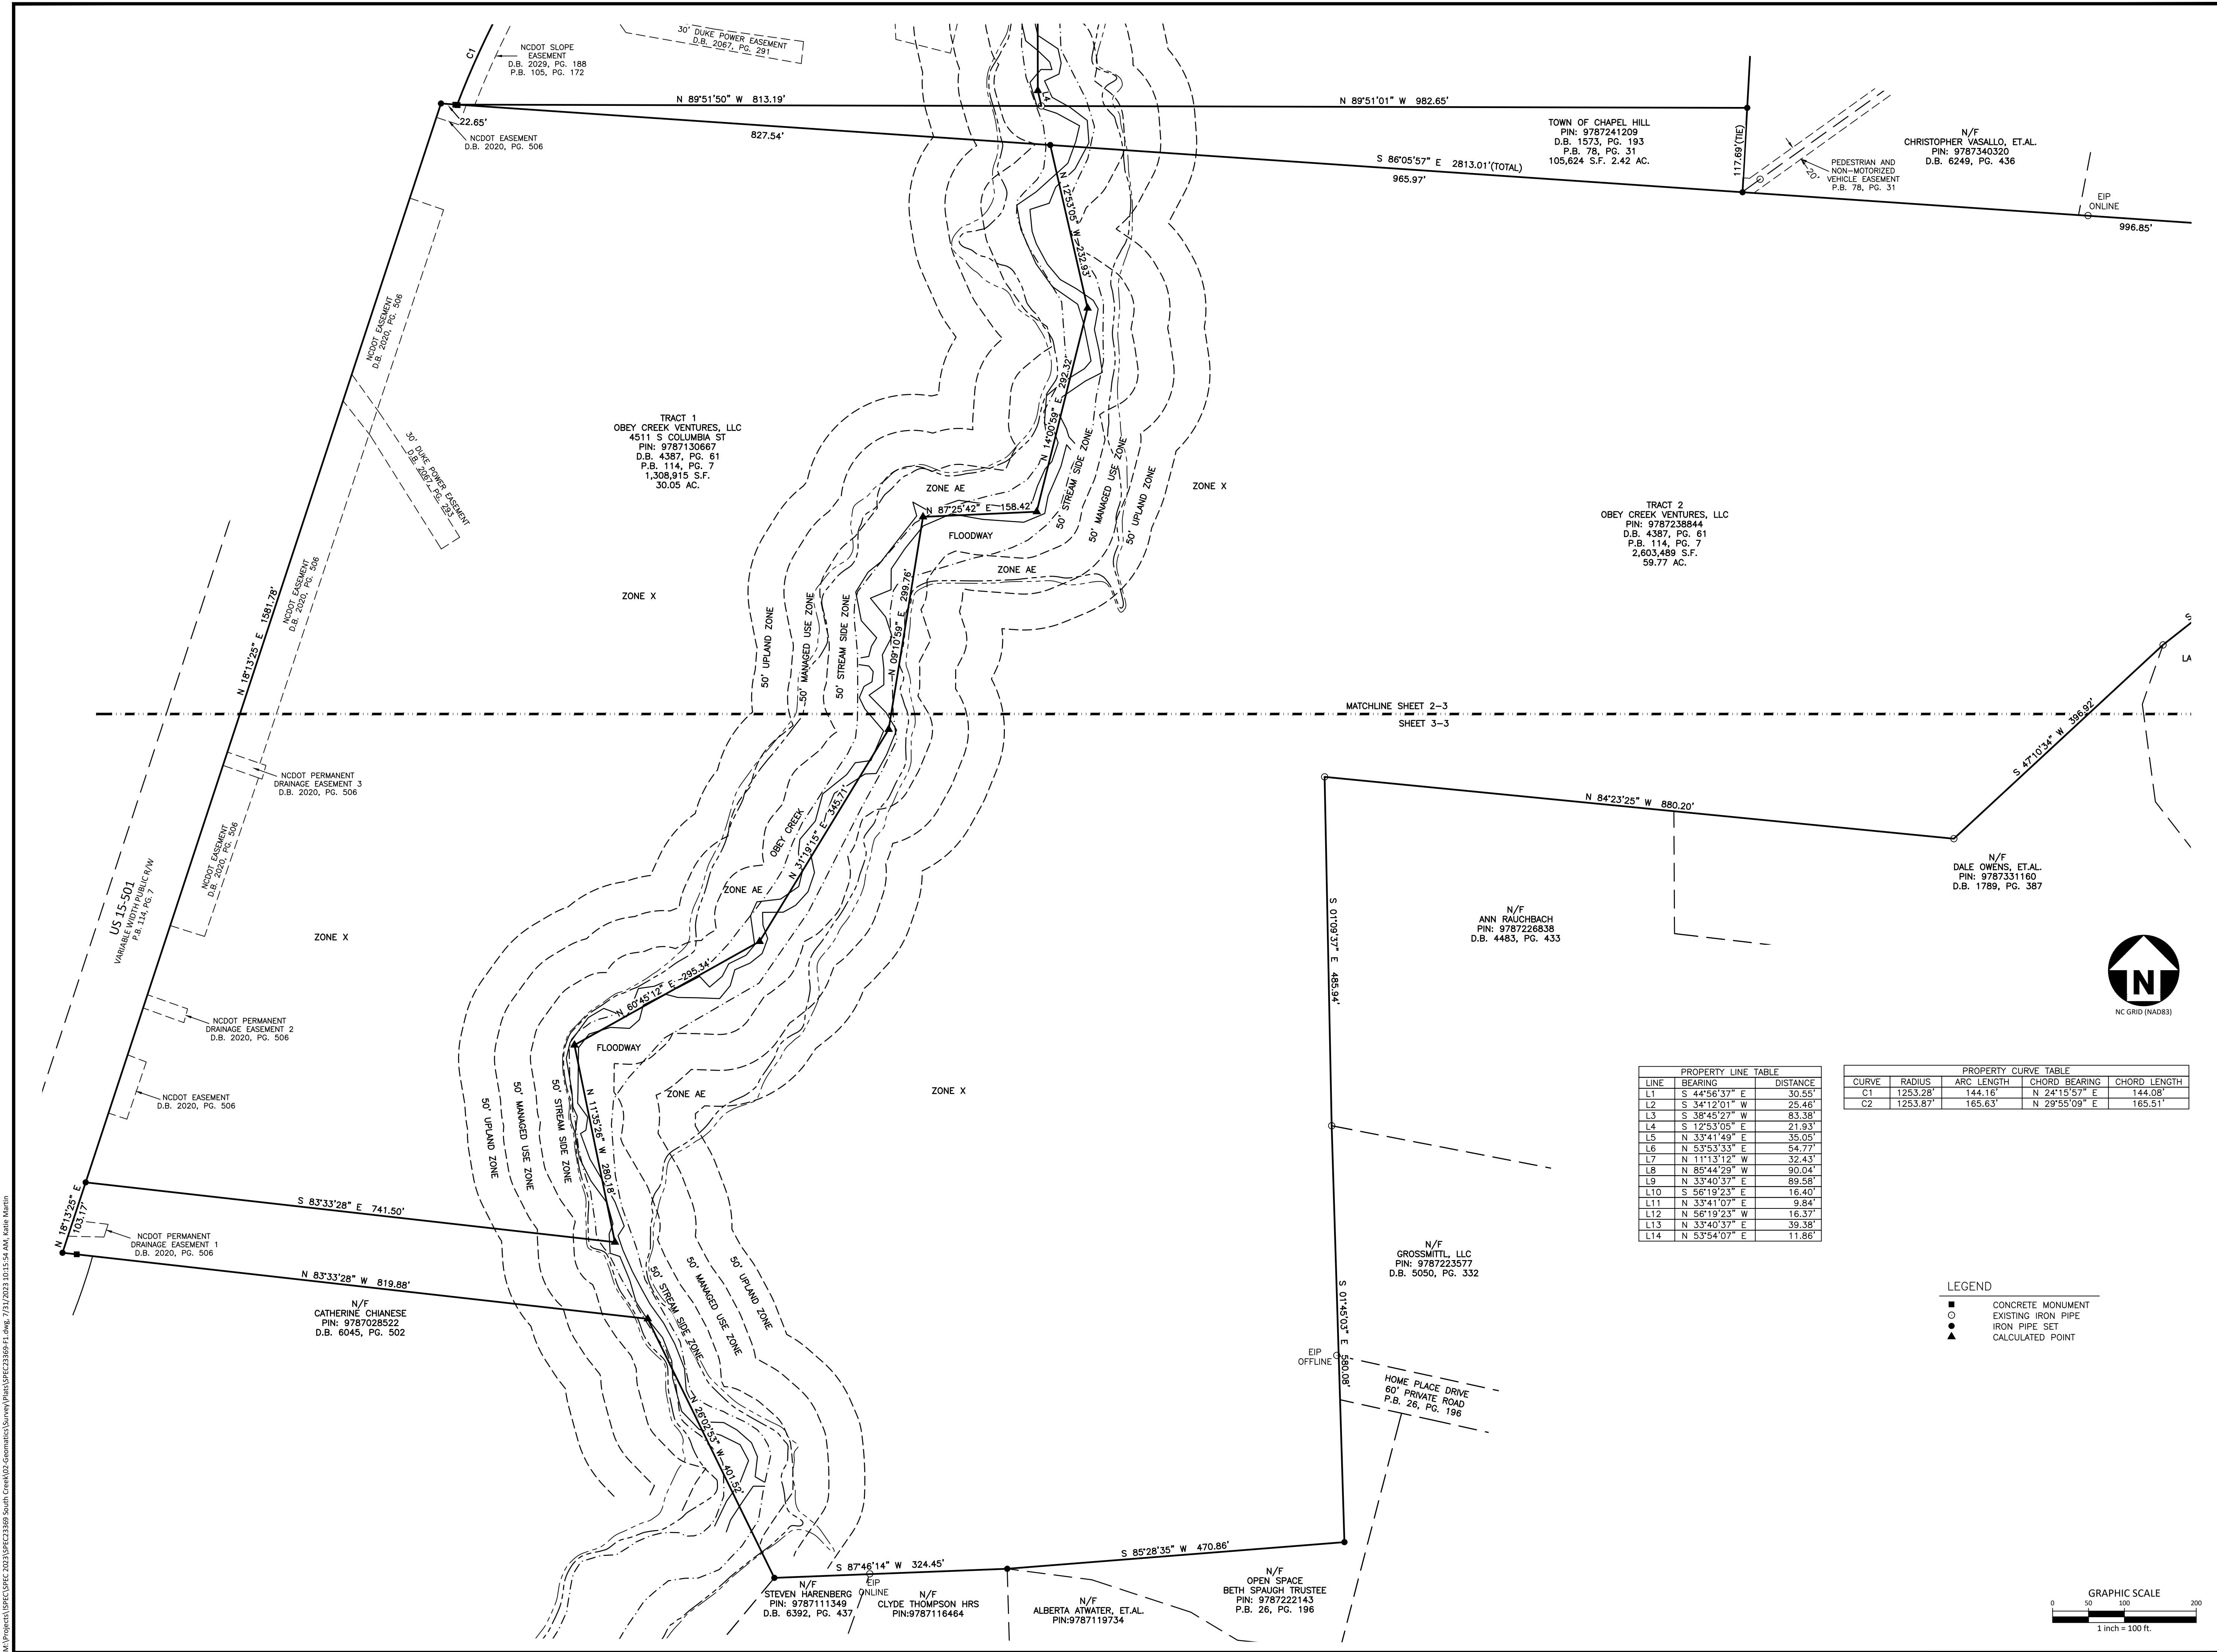 C1
NCDOT SLOPE
EASEMENT
D.B. 2029, PG. 188
P.B. 105, PG. 172
30' DUKE POWER EASEMENT
D.B. 2067, PG. 291
N 89°51'50" W 813.19'
L4
N 89°51'01" W 982.65'
22.65'
NCDOT EASEMENT
D.B. 2020, PG. 506
827.54'
S 86°05'57" E 2813.01'(TOTAL)
965.97'
TOWN OF CHAPEL HILL
PIN: 9787241209
D.B. 1573, PG. 193
P.B. 78, PG. 31
105,624 S.F. 2.42 AC.
117.69'(TIE)
20'
PEDESTRIAN AND
NON-MOTORIZED
VEHICLE EASEMENT
P.B. 78, PG. 31
N/F
CHRISTOPHER VASALLO, ET.AL.
PIN: 9787340320
D.B. 6249, PG. 436
EIP
ONLINE
996.85'
N 12°53'05" W 232.93'
NCDOT EASEMENT
D.B. 2020, PG. 506
30' DUKE POWER EASEMENT
D.B. 2067, PG. 293
TRACT 1
OBEY CREEK VENTURES, LLC
4511 S COLUMBIA ST
PIN: 9787130667
D.B. 4387, PG. 61
P.B. 114, PG. 7
1,308,915 S.F.
30.05 AC.
N 14°00'59" E 292.32'
ZONE AE
N 87°25'42" E 158.42'
FLOODWAY
50' STREAM SIDE ZONE
50' MANAGED USE ZONE
50' UPLAND ZONE
ZONE X
ZONE AE
TRACT 2
OBEY CREEK VENTURES, LLC
PIN: 9787238844
D.B. 4387, PG. 61
P.B. 114, PG. 7
2,603,489 S.F.
59.77 AC.
N 18°13'25" E 1581.78'
NCDOT EASEMENT
D.B. 2020, PG. 506
ZONE X
50' UPLAND ZONE
50' MANAGED USE ZONE
50' STREAM SIDE ZONE
N 09°10'59" E 299.76'
S
LA
MATCHLINE SHEET 2-3
SHEET 3-3
S 47°10'34" W 396.92'
NCDOT PERMANENT
DRAINAGE EASEMENT 3
D.B. 2020, PG. 506
N 84°23'25" W 880.20'
OBEY CREEK
N 31°19'15" E 345.71'
US 15-501
VARIABLE WIDTH PUBLIC R/W
P.B. 114, PG. 7
NCDOT EASEMENT
D.B. 2020, PG. 506
ZONE AE
ZONE X
N/F
DALE OWENS, ET.AL.
PIN: 9787331160
D.B. 1789, PG. 387
S 01°09'37" E 485.94'
N/F
ANN RAUCHBACH
PIN: 9787226838
D.B. 4483, PG. 433
N
NC GRID (NAD83)
N 60°45'12" E 295.34'
NCDOT PERMANENT
DRAINAGE EASEMENT 2
D.B. 2020, PG. 506
FLOODWAY
ZONE AE
ZONE X
NCDOT EASEMENT
D.B. 2020, PG. 506
50' UPLAND ZONE
50' MANAGED USE ZONE
50' STREAM SIDE ZONE
N 11°35'26" W 280.18'
PROPERTY LINE TABLE
LINE BEARING DISTANCE
L1 S 44°56'37" E 30.55'
L2 S 34°12'01" W 25.46'
L3 S 38°45'27" W 83.38'
L4 S 12°53'05" E 21.93'
L5 N 33°41'49" E 35.05'
L6 N 53°53'33" E 54.77'
L7 N 11°13'12" W 32.43'
L8 N 85°44'29" W 90.04'
L9 N 33°40'37" E 89.58'
L10 S 56°19'23" E 16.40'
L11 N 33°41'07" E 9.84'
L12 N 56°19'23" W 16.37'
L13 N 33°40'37" E 39.38'
L14 N 53°54'07" E 11.86'
PROPERTY CURVE TABLE
CURVE RADIUS ARC LENGTH CHORD BEARING CHORD LENGTH
C1 1253.28' 144.16' N 24°15'57" E 144.08'
C2 1253.87' 165.63' N 29°55'09" E 165.51'
N 18°13'25" E
103.17'
S 83°33'28" E 741.50'
NCDOT PERMANENT
DRAINAGE EASEMENT 1
D.B. 2020, PG. 506
N 83°33'28" W 819.88'
N/F
CATHERINE CHIANESE
PIN: 9787028522
D.B. 6045, PG. 502
50' STREAM SIDE ZONE
50' MANAGED USE ZONE
50' UPLAND ZONE
N/F
GROSSMITTL, LLC
PIN: 9787223577
D.B. 5050, PG. 332
S 01°45'03" E 580.08'
EIP
OFFLINE
HOME PLACE DRIVE
60' PRIVATE ROAD
P.B. 26, PG. 196
LEGEND
CONCRETE MONUMENT
EXISTING IRON PIPE
IRON PIPE SET
CALCULATED POINT
N 26°02'53" W 401.52'
S 87°46'14" W 324.45'
S 85°28'35" W 470.86'
N/F
STEVEN HARENBERG
PIN: 9787111349
D.B. 6392, PG. 437
EIP
ONLINE
N/F
CLYDE THOMPSON HRS
PIN:9787116464
N/F
ALBERTA ATWATER, ET.AL.
PIN:9787119734
N/F
OPEN SPACE
BETH SPAUGH TRUSTEE
PIN: 9787222143
P.B. 26, PG. 196
GRAPHIC SCALE
0 50 100 200
1 inch = 100 ft.
M:\Projects\SPEC\SPEC 2023\SPEC23369 South Creek\02-Geomatics\Survey\Plats\SPEC23369-F1.dwg, 7/31/2023 10:15:54 AM, Katie Martin